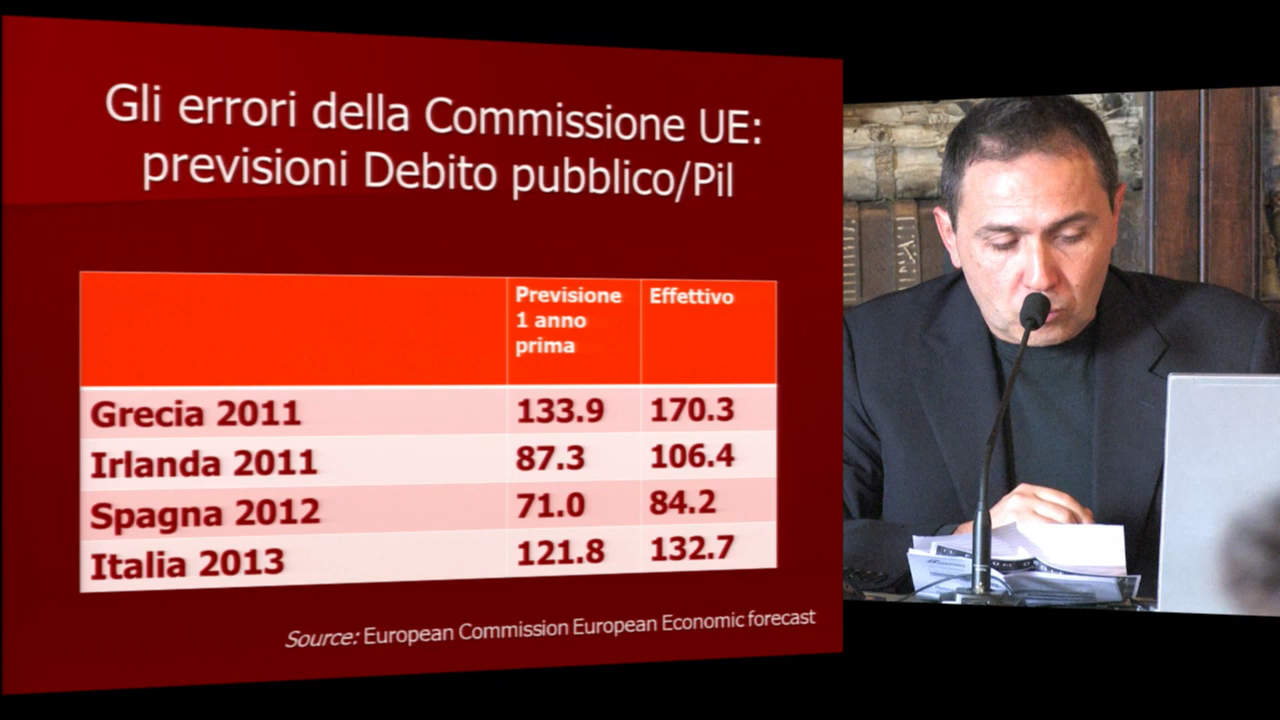 Gli errori della Commissione UE:
previsioni Debito pubblico/Pil
Previsione
1 anno
prima
Effettivo
Grecia 2011 133.9 170.3
Irlanda 2011 87.3 106.4
Spagna 2012 71.0 84.2
Italia 2013 121.8 132.7
Source: European Commission European Economic forecast